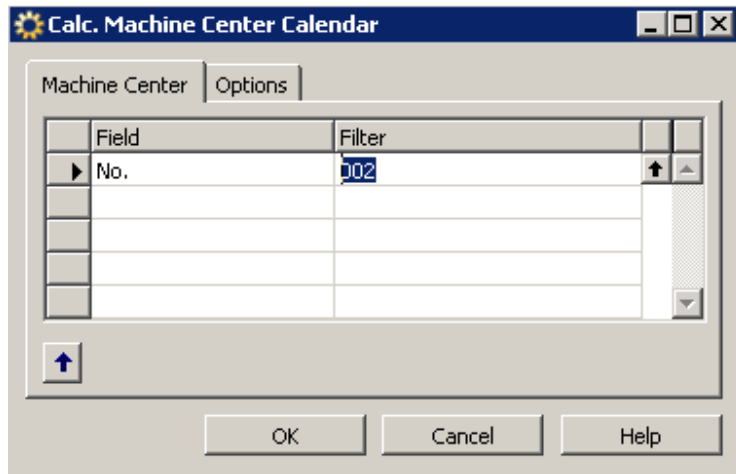 Calc. Machine Center Calendar
Machine Center Options
Field Filter
No. 002
OK Cancel Help